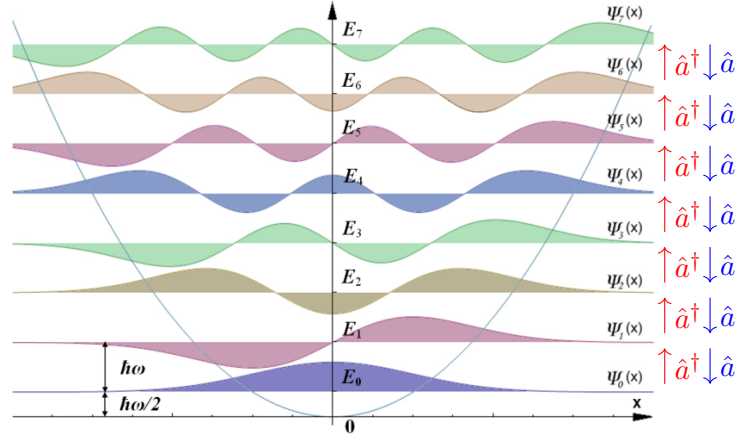 E₇ Ψ₇(x)
↑â† ↓â
E₆ Ψ₆(x)
↑â† ↓â
E₅ Ψ₅(x)
↑â† ↓â
E₄ Ψ₄(x)
↑â† ↓â
E₃ Ψ₃(x)
↑â† ↓â
E₂ Ψ₂(x)
↑â† ↓â
E₁ Ψ₁(x)
ħω ↑â† ↓â
E₀ Ψ₀(x)
ħω/2 x
0